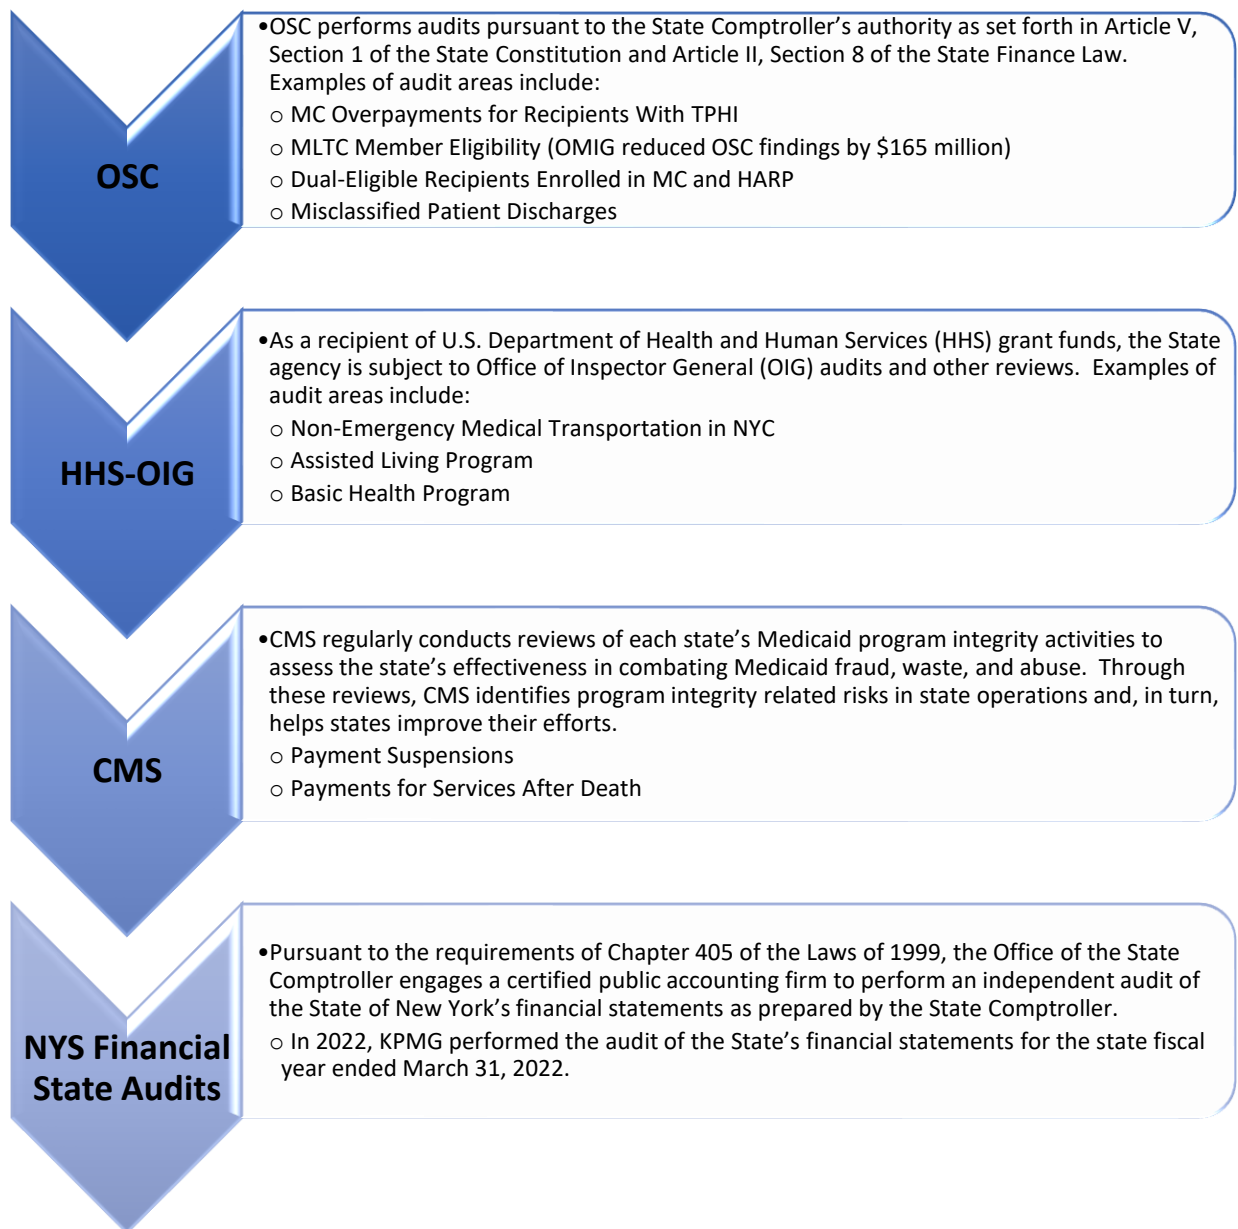 OSC
•OSC performs audits pursuant to the State Comptroller’s authority as set forth in Article V,
Section 1 of the State Constitution and Article II, Section 8 of the State Finance Law.
Examples of audit areas include:
o MC Overpayments for Recipients With TPHI
o MLTC Member Eligibility (OMIG reduced OSC findings by $165 million)
o Dual-Eligible Recipients Enrolled in MC and HARP
o Misclassified Patient Discharges
HHS-OIG
•As a recipient of U.S. Department of Health and Human Services (HHS) grant funds, the State
agency is subject to Office of Inspector General (OIG) audits and other reviews.  Examples of
audit areas include:
o Non-Emergency Medical Transportation in NYC
o Assisted Living Program
o Basic Health Program
CMS
•CMS regularly conducts reviews of each state’s Medicaid program integrity activities to
assess the state’s effectiveness in combating Medicaid fraud, waste, and abuse.  Through
these reviews, CMS identifies program integrity related risks in state operations and, in turn,
helps states improve their efforts.
o Payment Suspensions
o Payments for Services After Death
NYS Financial
State Audits
•Pursuant to the requirements of Chapter 405 of the Laws of 1999, the Office of the State
Comptroller engages a certified public accounting firm to perform an independent audit of
the State of New York’s financial statements as prepared by the State Comptroller.
o In 2022, KPMG performed the audit of the State’s financial statements for the state fiscal
year ended March 31, 2022.